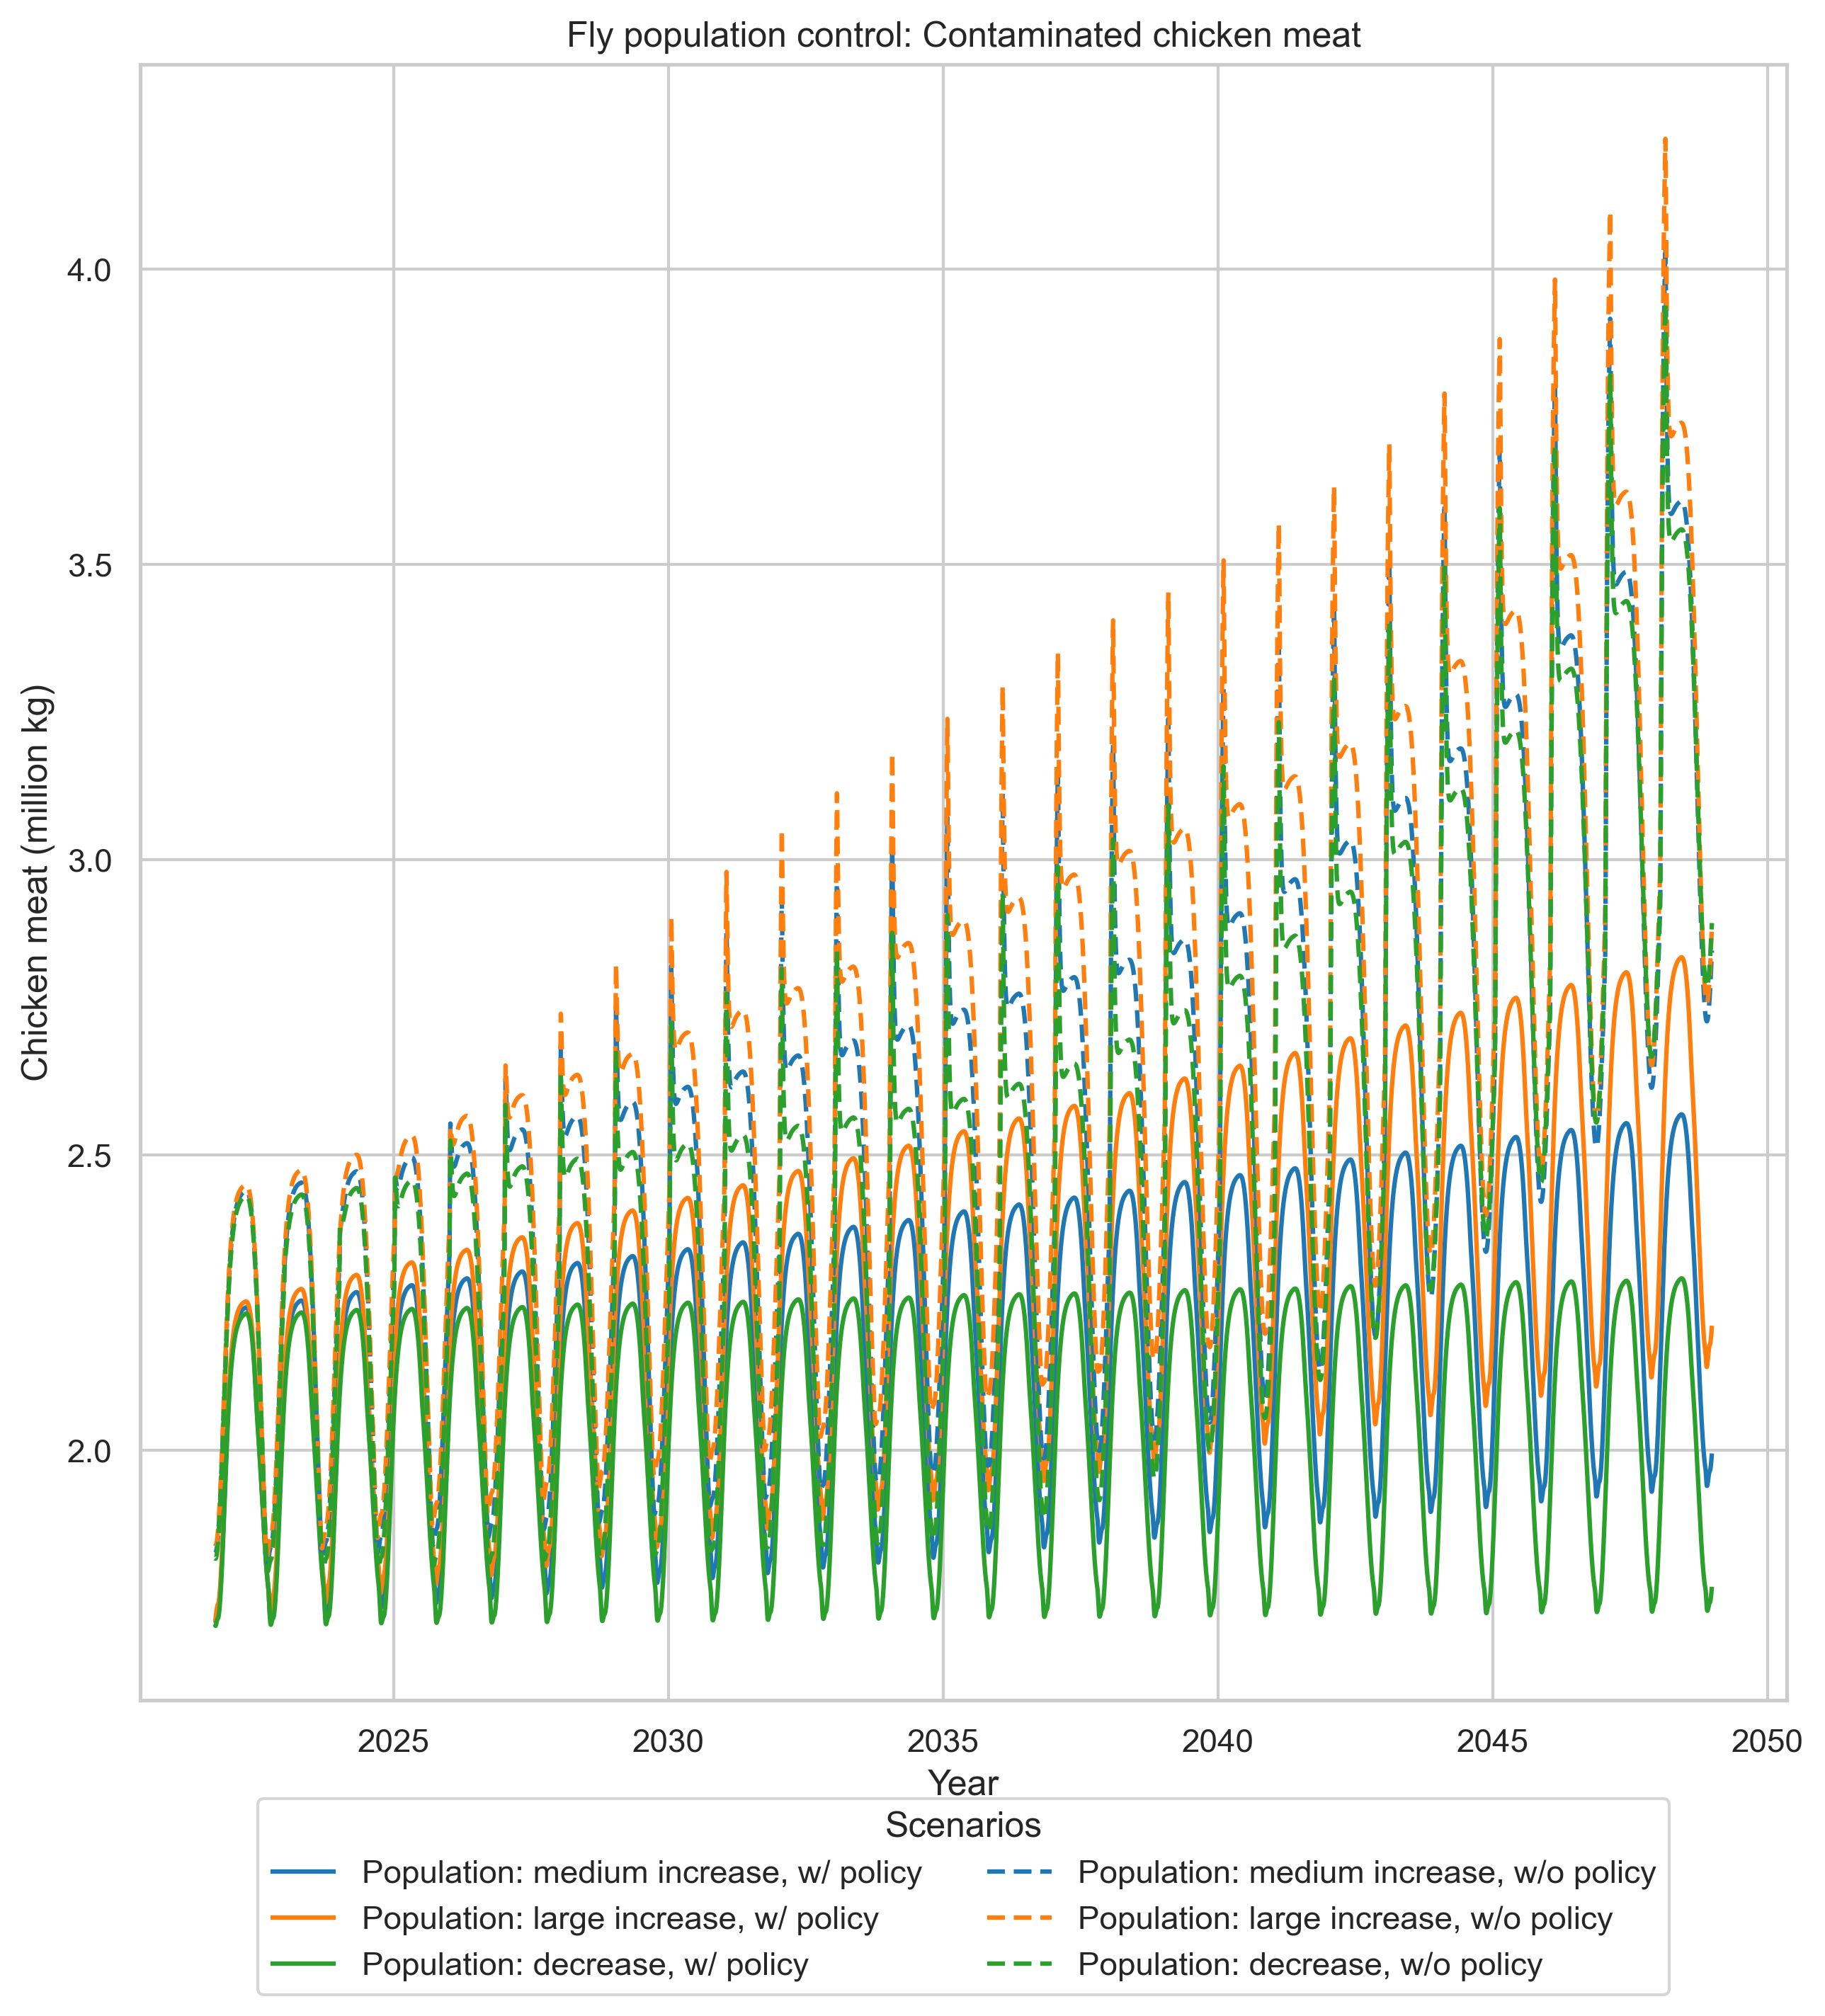 Fly population control: Contaminated chicken meat
4.0
3.5
3.0
2.5
2.0
Chicken meat (million kg)
2025 2030 2035 2040 2045 2050
Year
Scenarios
Population: medium increase, w/ policy
Population: large increase, w/ policy
Population: decrease, w/ policy
Population: medium increase, w/o policy
Population: large increase, w/o policy
Population: decrease, w/o policy